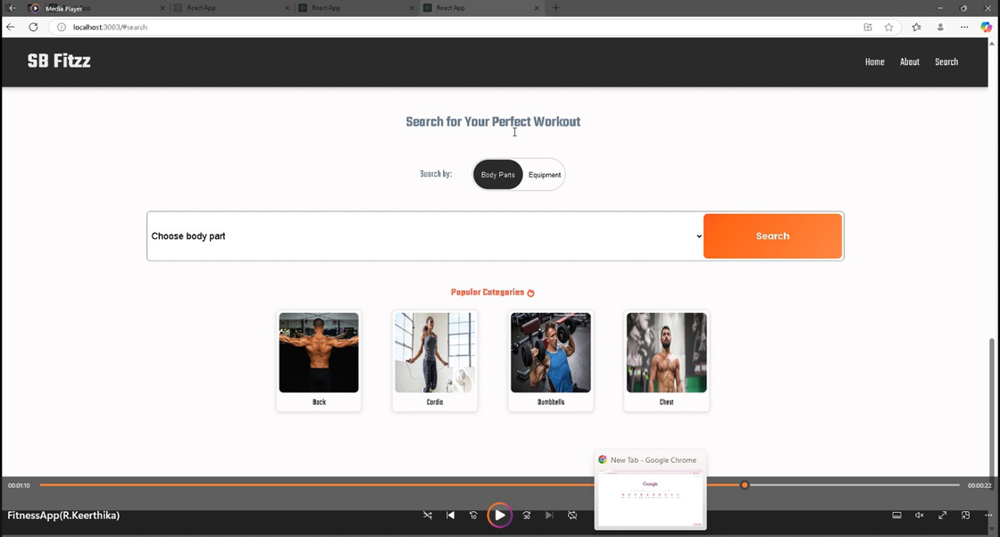 Media Player
React App
React App
React App
localhost:3003/#search
SB Fitzz
Home About Search
Search for Your Perfect Workout
Search by: Body Parts Equipment
Choose body part
Search
Popular Categories
Back Cardio Dumbbells Chest
New Tab - Google Chrome
Google
00:01:10
00:00:22
FitnessApp(R.Keerthika)
10
30